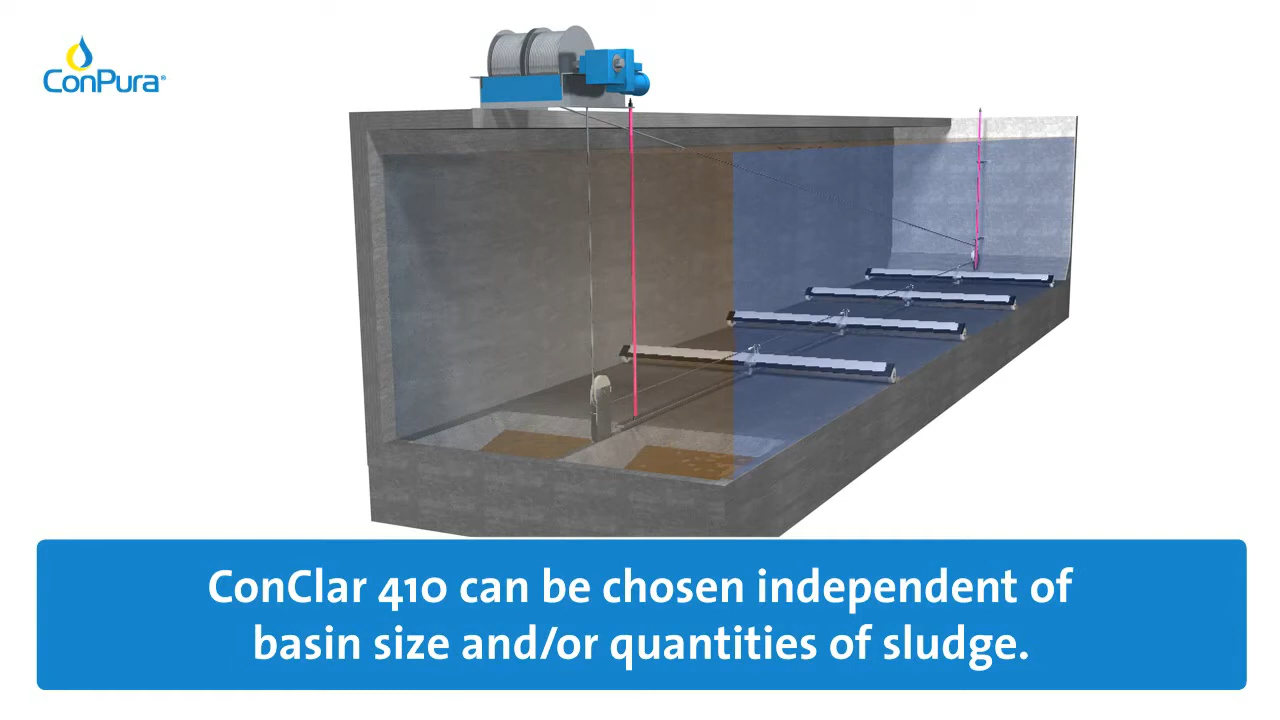 ConPura®
ConClar 410 can be chosen independent of
basin size and/or quantities of sludge.